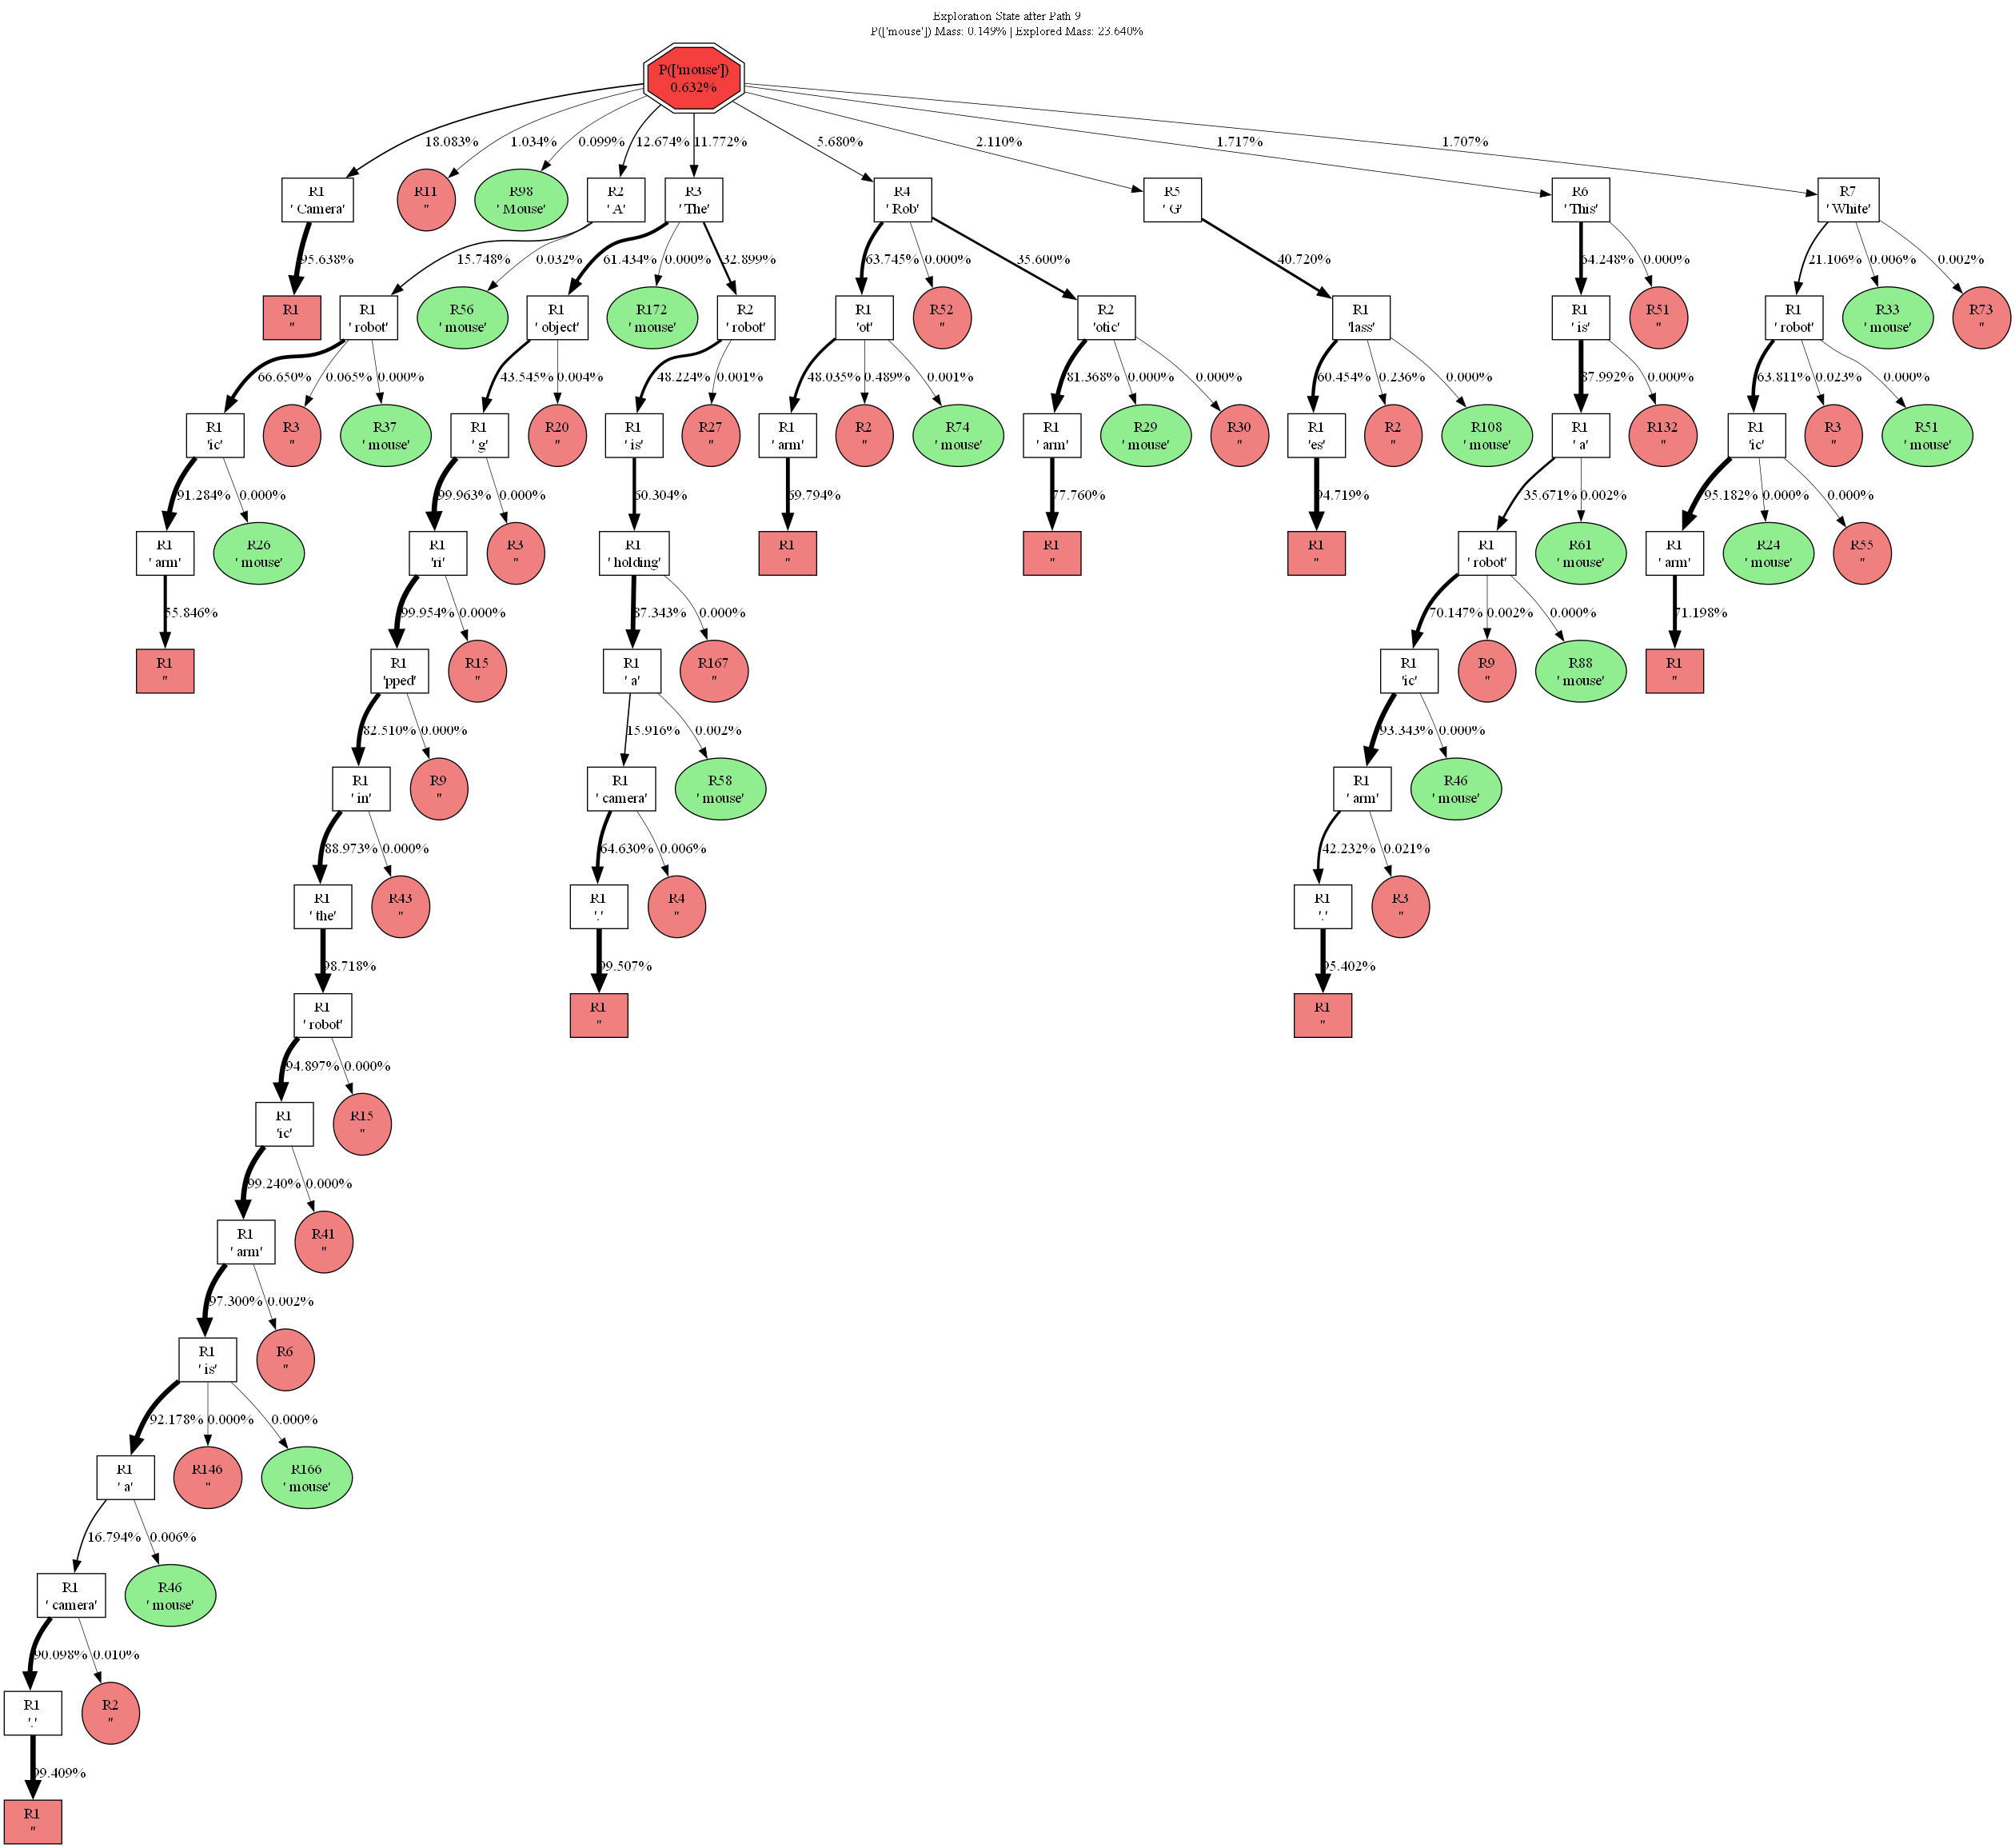 Exploration State after Path 9
P(['mouse']) Mass: 0.149% | Explored Mass: 23.640%
P(['mouse'])
0.632%
18.083% 1.034% 0.099% 12.674% 11.772% 5.680% 2.110% 1.717% 1.707%
R1 R11 R98 R2 R3 R4 R5 R6 R7
' Camera' '' ' Mouse' ' A' ' The' ' Rob' ' G' ' This' ' White'
95.638% 15.748% 0.032% 61.434% 0.000% 32.899% 63.745% 0.000% 35.600% 40.720% 64.248% 0.000% 21.106% 0.006% 0.002%
R1 R1 R56 R1 R172 R2 R1 R52 R2 R1 R1 R51 R1 R33 R73
'' ' robot' ' mouse' ' object' ' mouse' ' robot' 'ot' '' 'otic' 'lass' ' is' '' ' robot' ' mouse' ''
66.650% 0.065% 0.000% 43.545% 0.004% 48.224% 0.001% 48.035% 0.489% 0.001% 81.368% 0.000% 0.000% 60.454% 0.236% 0.000% 87.992% 0.000% 63.811% 0.023% 0.000%
R1 R3 R37 R1 R20 R1 R27 R1 R2 R74 R1 R29 R30 R1 R2 R108 R1 R132 R1 R3 R51
'ic' '' ' mouse' ' g' '' ' is' '' ' arm' '' ' mouse' ' arm' ' mouse' '' 'es' '' ' mouse' ' a' '' 'ic' '' ' mouse'
91.284% 0.000% 99.963% 0.000% 60.304% 69.794% 77.760% 94.719% 35.671% 0.002% 95.182% 0.000% 0.000%
R1 R26 R1 R3 R1 R1 R1 R1 R1 R61 R1 R24 R55
' arm' ' mouse' 'ri' '' ' holding' '' '' '' ' robot' ' mouse' ' arm' ' mouse' ''
55.846% 99.954% 0.000% 87.343% 0.000% 70.147% 0.002% 0.000% 71.198%
R1 R1 R15 R1 R167 R1 R9 R88 R1
'' 'pped' '' ' a' '' 'ic' '' ' mouse' ''
82.510% 0.000% 15.916% 0.002% 93.343% 0.000%
R1 R9 R1 R58 R1 R46
' in' '' ' camera' ' mouse' ' arm' ' mouse'
88.973% 0.000% 64.630% 0.006% 42.232% 0.021%
R1 R43 R1 R4 R1 R3
' the' '' '.' '' '.' ''
98.718% 99.507% 95.402%
R1 R1 R1
' robot' '' ''
94.897% 0.000%
R1 R15
'ic' ''
99.240% 0.000%
R1 R41
' arm' ''
97.300% 0.002%
R1 R6
' is' ''
92.178% 0.000% 0.000%
R1 R146 R166
' a' '' ' mouse'
16.794% 0.006%
R1 R46
' camera' ' mouse'
90.098% 0.010%
R1 R2
'.' ''
99.409%
R1
''